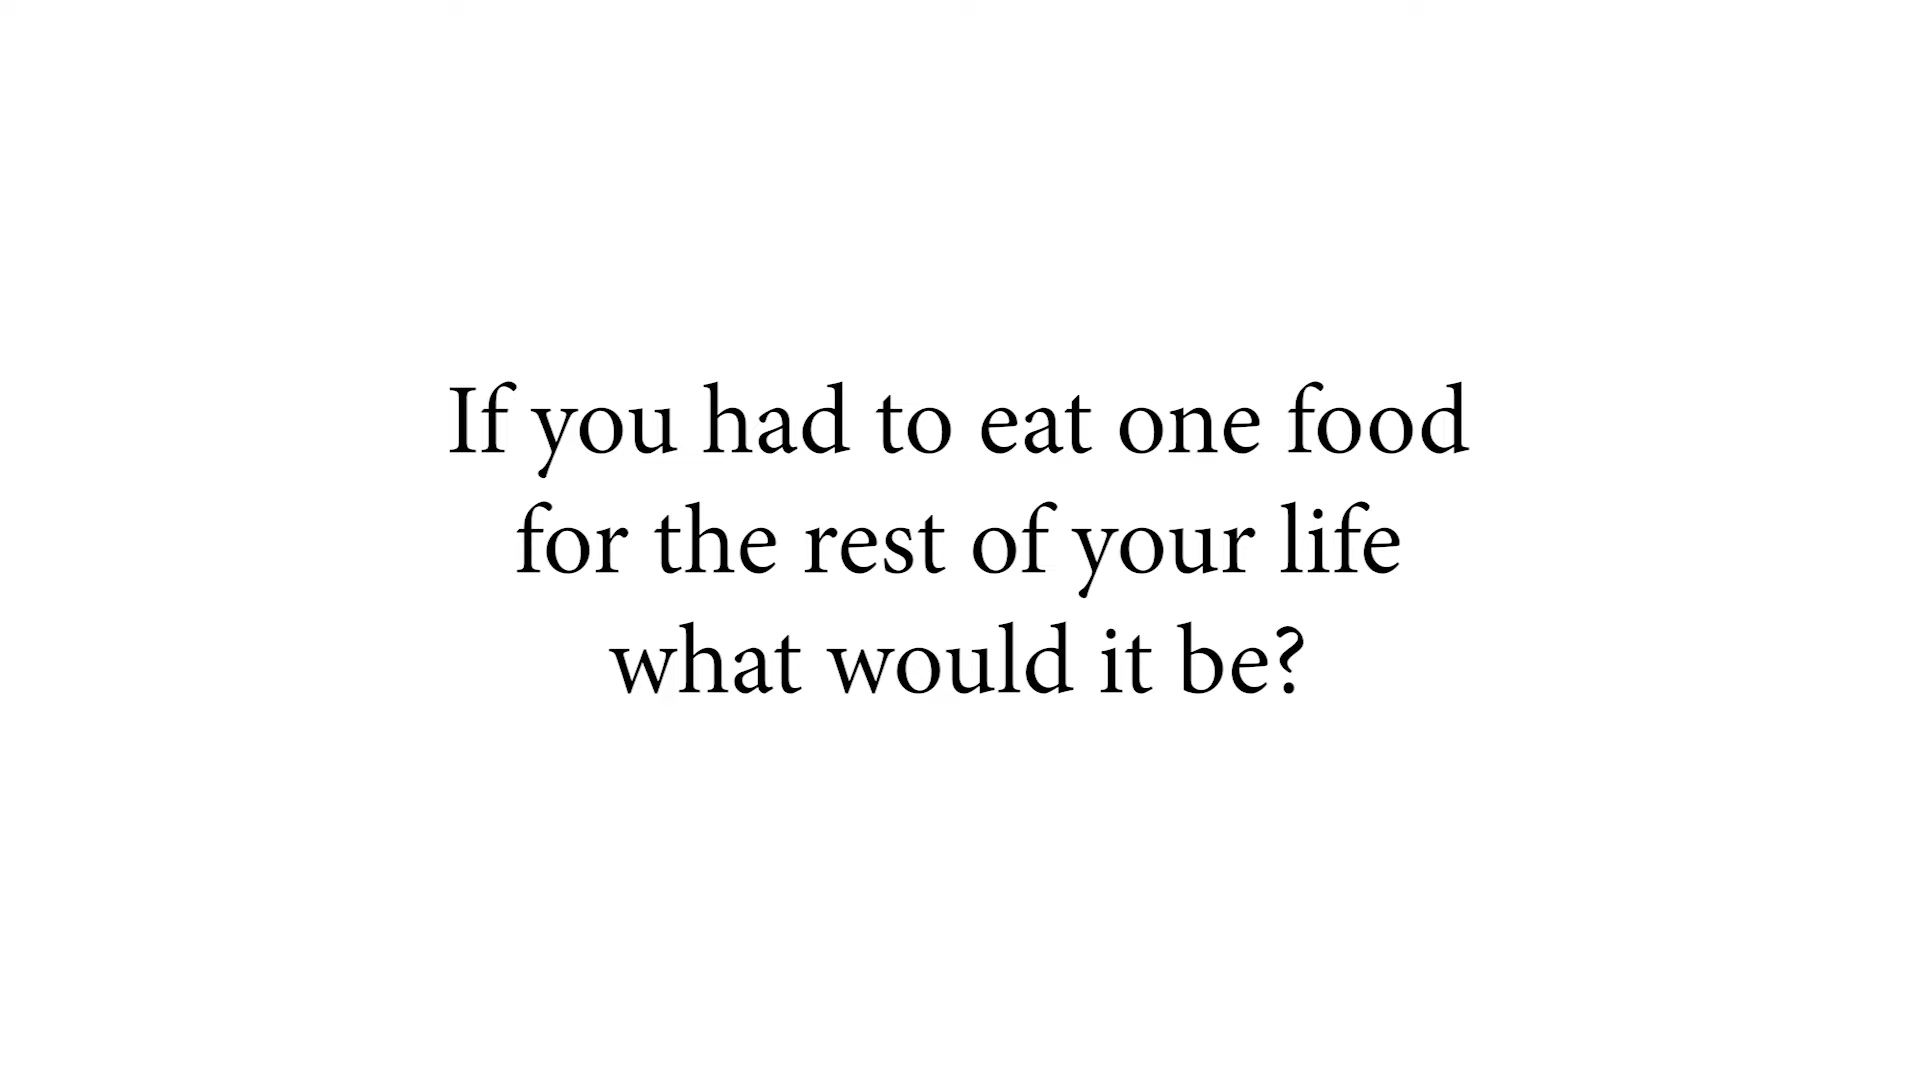 If you had to eat one food
for the rest of your life
what would it be?